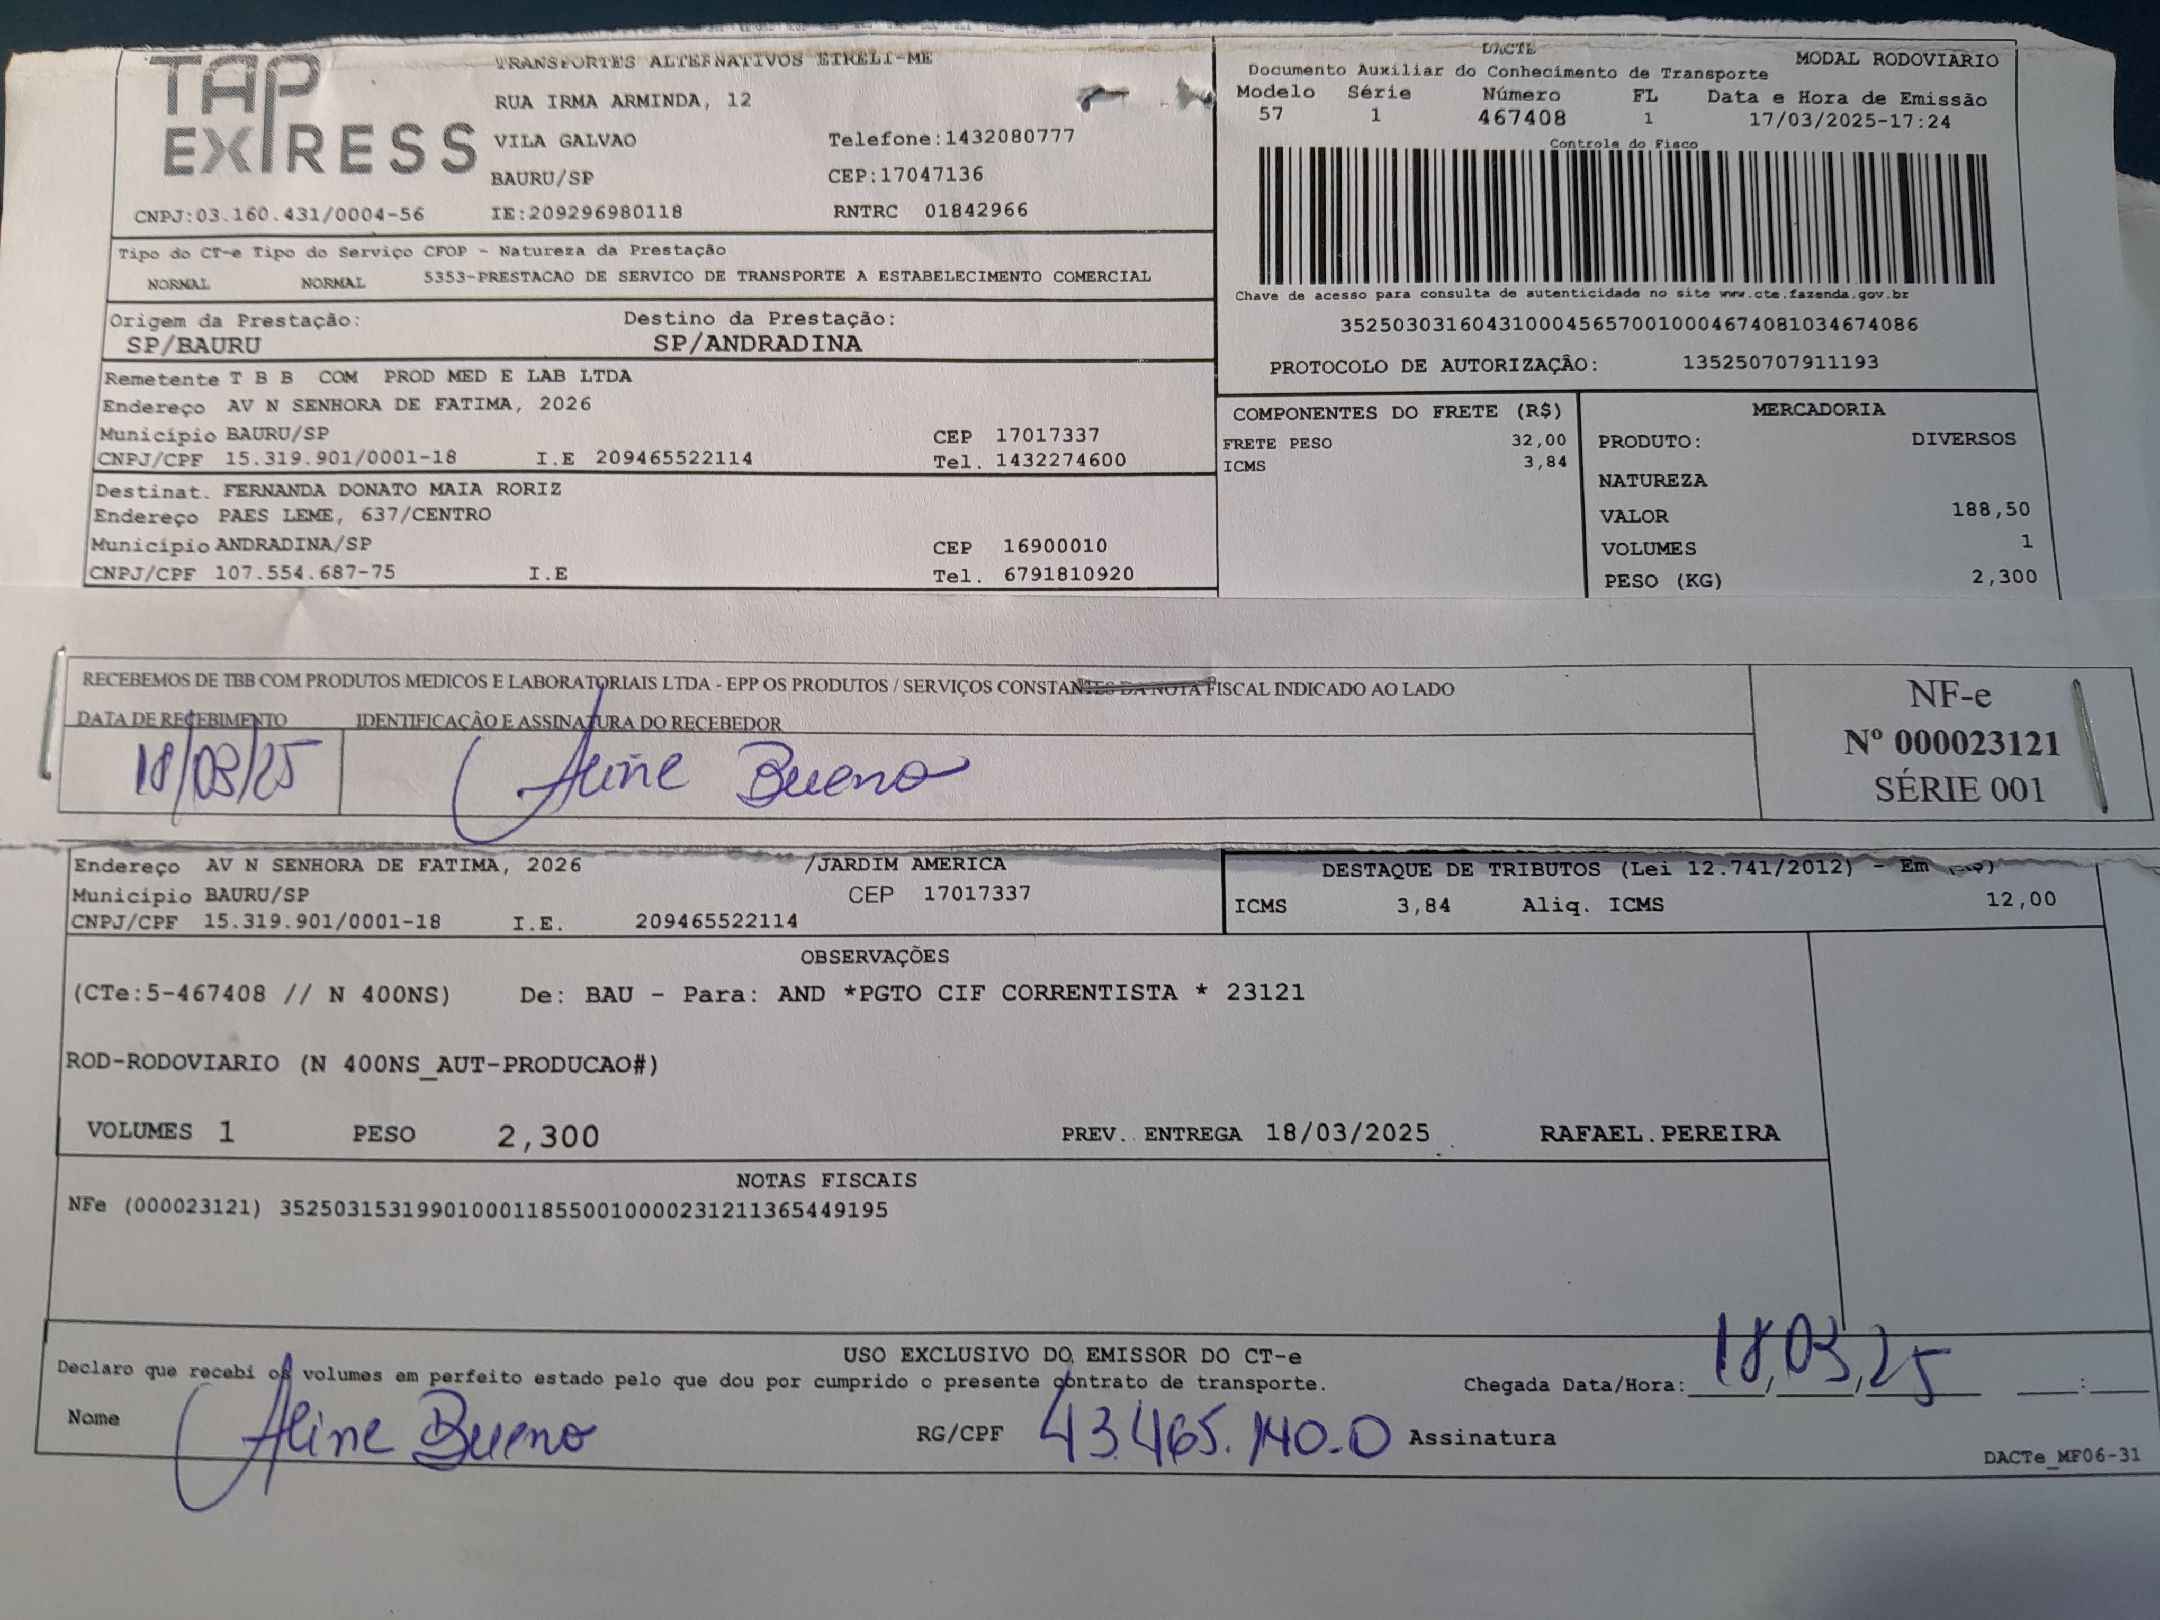 TAP EXPRESS
TRANSPORTES ALTERNATIVOS EIRELI-ME
RUA IRMA ARMINDA, 12
VILA GALVAO Telefone:1432080777
BAURU/SP CEP:17047136
CNPJ:03.160.431/0004-56 IE:209296980118 RNTRC 01842966
DACTE MODAL RODOVIARIO
Documento Auxiliar do Conhecimento de Transporte
Modelo Série Número FL Data e Hora de Emissão
57 1 467408 1 17/03/2025-17:24
Controle do Fisco
Chave de acesso para consulta de autenticidade no site www.cte.fazenda.gov.br
35250303160431000456570010004674081034674086
PROTOCOLO DE AUTORIZAÇÃO: 135250707911193
Tipo do CT-e Tipo do Serviço CFOP - Natureza da Prestação
NORMAL NORMAL 5353-PRESTACAO DE SERVICO DE TRANSPORTE A ESTABELECIMENTO COMERCIAL
Origem da Prestação: Destino da Prestação:
SP/BAURU SP/ANDRADINA
Remetente T B B COM PROD MED E LAB LTDA
Endereço AV N SENHORA DE FATIMA, 2026
Município BAURU/SP CEP 17017337
CNPJ/CPF 15.319.901/0001-18 I.E 209465522114 Tel. 1432274600
Destinat. FERNANDA DONATO MAIA RORIZ
Endereço PAES LEME, 637/CENTRO
Município ANDRADINA/SP CEP 16900010
CNPJ/CPF 107.554.687-75 I.E Tel. 6791810920
COMPONENTES DO FRETE (R$)
FRETE PESO 32,00
ICMS 3,84
MERCADORIA
PRODUTO: DIVERSOS
NATUREZA
VALOR 188,50
VOLUMES 1
PESO (KG) 2,300
RECEBEMOS DE TBB COM PRODUTOS MEDICOS E LABORATORIAIS LTDA - EPP OS PRODUTOS / SERVIÇOS CONSTANTES DA NOTA FISCAL INDICADO AO LADO
DATA DE RECEBIMENTO IDENTIFICAÇÃO E ASSINATURA DO RECEBEDOR
18/03/25 Aline Bueno
NF-e
Nº 000023121
SÉRIE 001
Endereço AV N SENHORA DE FATIMA, 2026 /JARDIM AMERICA
Município BAURU/SP CEP 17017337
CNPJ/CPF 15.319.901/0001-18 I.E. 209465522114
DESTAQUE DE TRIBUTOS (Lei 12.741/2012) - Em
ICMS 3,84 Aliq. ICMS 12,00
OBSERVAÇÕES
(CTe:5-467408 // N 400NS) De: BAU - Para: AND *PGTO CIF CORRENTISTA * 23121
ROD-RODOVIARIO (N 400NS_AUT-PRODUCAO#)
VOLUMES 1 PESO 2,300 PREV. ENTREGA 18/03/2025 RAFAEL.PEREIRA
NOTAS FISCAIS
NFe (000023121) 35250315319901000118550010000231211365449195
USO EXCLUSIVO DO EMISSOR DO CT-e
Declaro que recebi os volumes em perfeito estado pelo que dou por cumprido o presente contrato de transporte. Chegada Data/Hora: 18/03/25 :
Nome Aline Bueno RG/CPF 43.465.140-0 Assinatura
DACTe_MF06-31